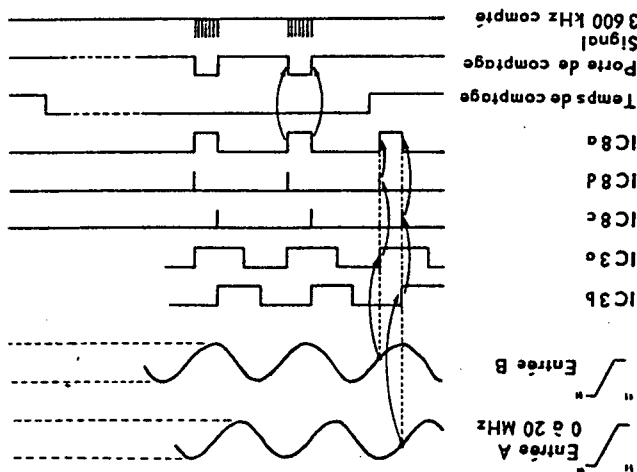 Entrée A
0 à 20 MHz
" "
Entrée B
" "
IC3b
IC3a
IC8c
IC8d
IC8a
Temps de comptage
Porte de comptage
Signal
3 600 kHz compté